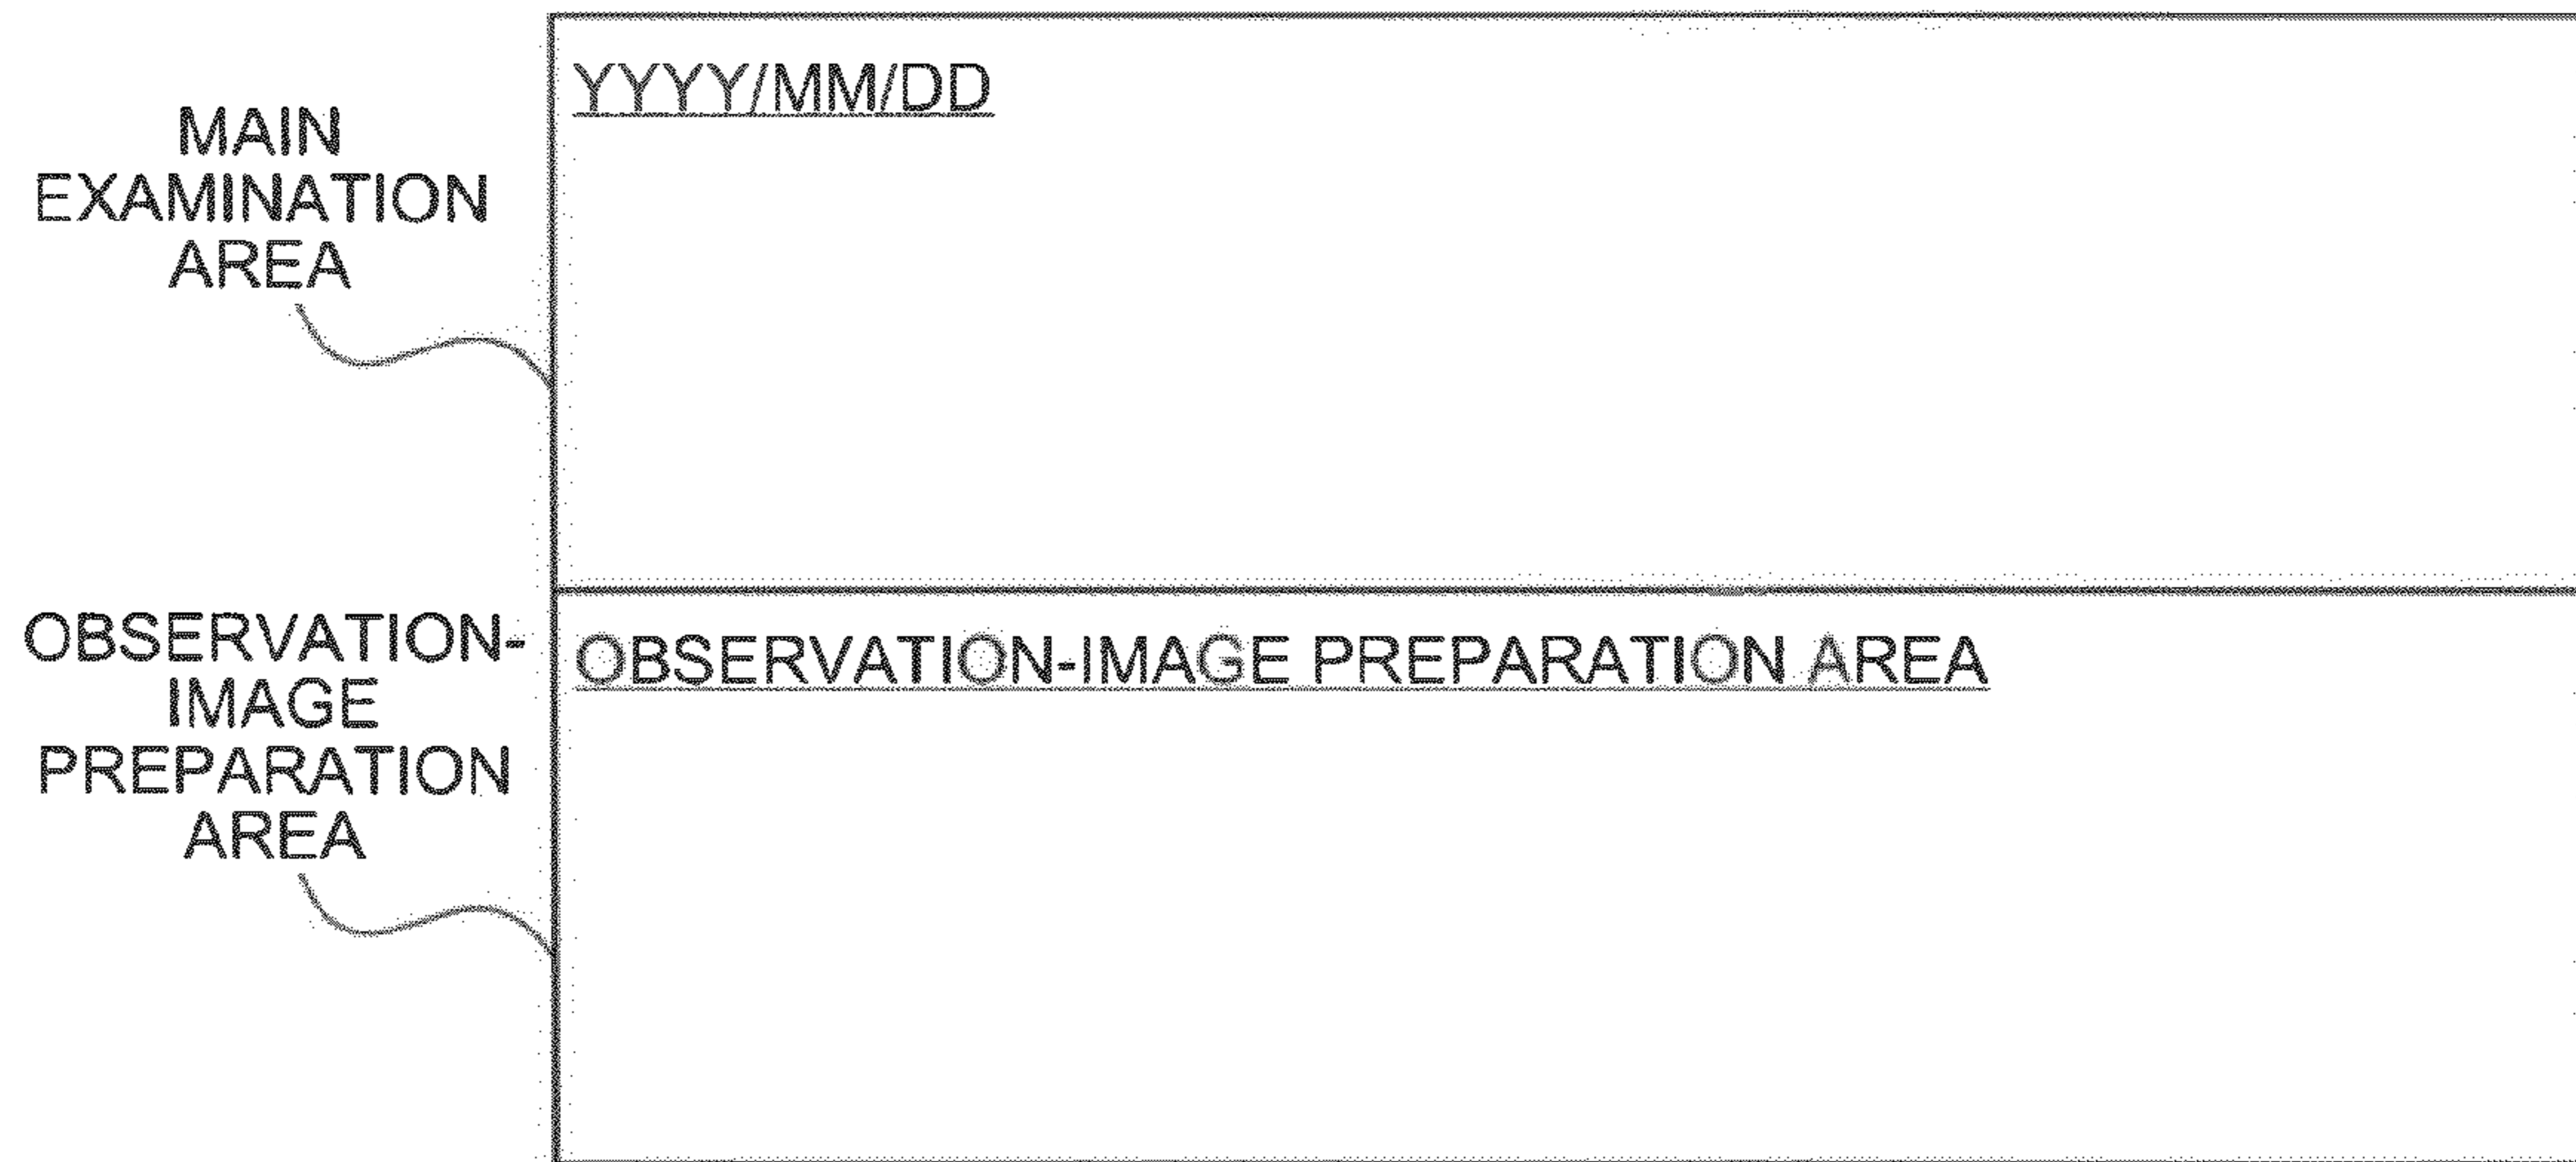 MAIN
EXAMINATION
AREA
YYYY/MM/DD
OBSERVATION-
IMAGE
PREPARATION
AREA
OBSERVATION-IMAGE PREPARATION AREA